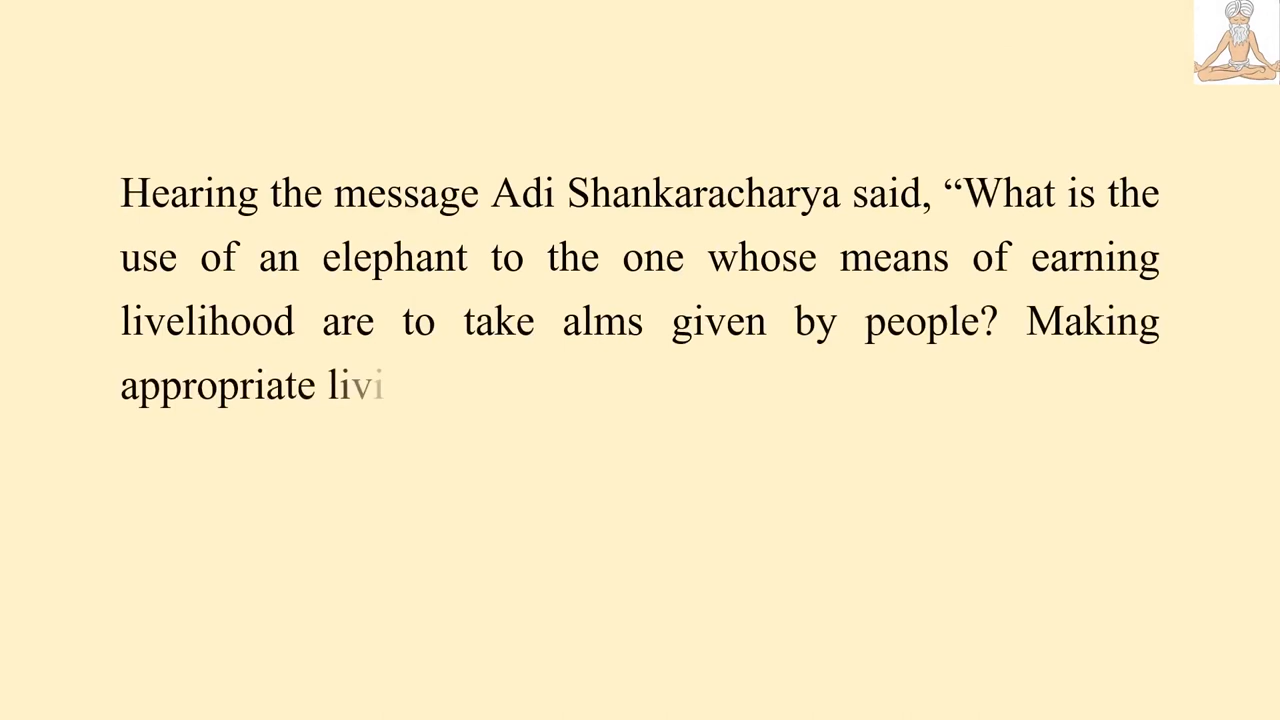 Hearing the message Adi Shankaracharya said, “What is the
use of an elephant to the one whose means of earning
livelihood are to take alms given by people? Making
appropriate livi